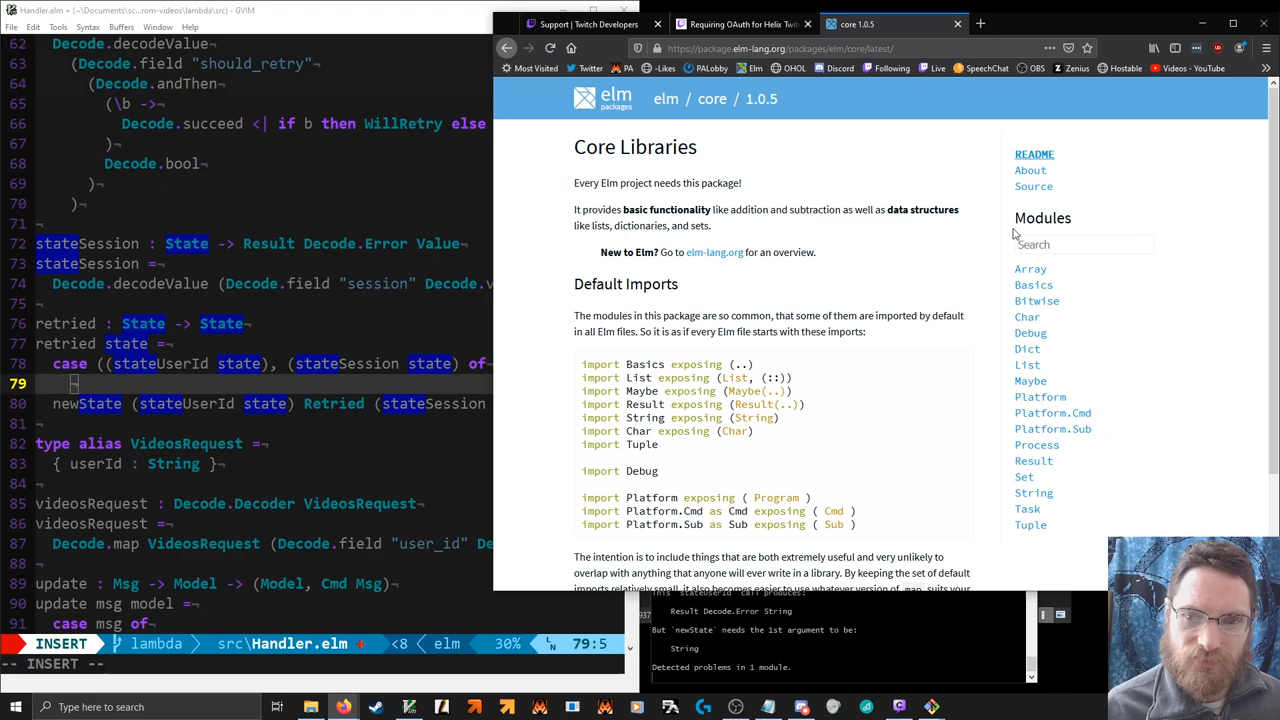 Handler.elm + (~/Documents\sc...rom-videos\lambda\src) - GVIM
File Edit Tools Syntax Buffers Window Help
62 Decode.decodeValue
63 (Decode.field "should_retry"¬
64 (Decode.andThen
65 (\b ->
66 Decode.succeed <| if b then WillRetry else
67 )¬
68 Decode.bool¬
69 )¬
70 )¬
71 ¬
72 stateSession : State -> Result Decode.Error Value
73 stateSession =
74 Decode.decodeValue (Decode.field "session" Decode.v
75 ¬
76 retried : State -> State¬
77 retried state =¬
78 case ((stateUserId state), (stateSession state) of¬
79 ¬
80 newState (stateUserId state) Retried (stateSession
81 ¬
82 type alias VideosRequest =¬
83 { userId : String }¬
84 ¬
85 videosRequest : Decode.Decoder VideosRequest¬
86 videosRequest =¬
87 Decode.map VideosRequest (Decode.field "user_id" De
88 ¬
89 update : Msg -> Model -> (Model, Cmd Msg)¬
90 update msg model =¬
91 case msg of¬
INSERT lambda src\Handler.elm + <8 elm 30% LN 79:5
-- INSERT --
Support | Twitch Developers
Requiring OAuth for Helix Twit
core 1.0.5
https://package.elm-lang.org/packages/elm/core/latest/
Most Visited Twitter PA -Likes PALobby Elm OHOL Discord Following Live SpeechChat OBS Zenius Hostable Videos - YouTube
elm packages
elm / core / 1.0.5
Core Libraries
Every Elm project needs this package!
It provides basic functionality like addition and subtraction as well as data structures
like lists, dictionaries, and sets.
New to Elm? Go to elm-lang.org for an overview.
Default Imports
The modules in this package are so common, that some of them are imported by default
in all Elm files. So it is as if every Elm file starts with these imports:
import Basics exposing (..)
import List exposing (List, (::))
import Maybe exposing (Maybe(..))
import Result exposing (Result(..))
import String exposing (String)
import Char exposing (Char)
import Tuple
import Debug
import Platform exposing ( Program )
import Platform.Cmd as Cmd exposing ( Cmd )
import Platform.Sub as Sub exposing ( Sub )
The intention is to include things that are both extremely useful and very unlikely to
overlap with anything that anyone will ever write in a library. By keeping the set of default
README
About
Source
Modules
Search
Array
Basics
Bitwise
Char
Debug
Dict
List
Maybe
Platform
Platform.Cmd
Platform.Sub
Process
Result
Set
String
Task
Tuple
This `stateUserId` call produces:
Result Decode.Error String
But `newState` needs the 1st argument to be:
String
Detected problems in 1 module.
Type here to search